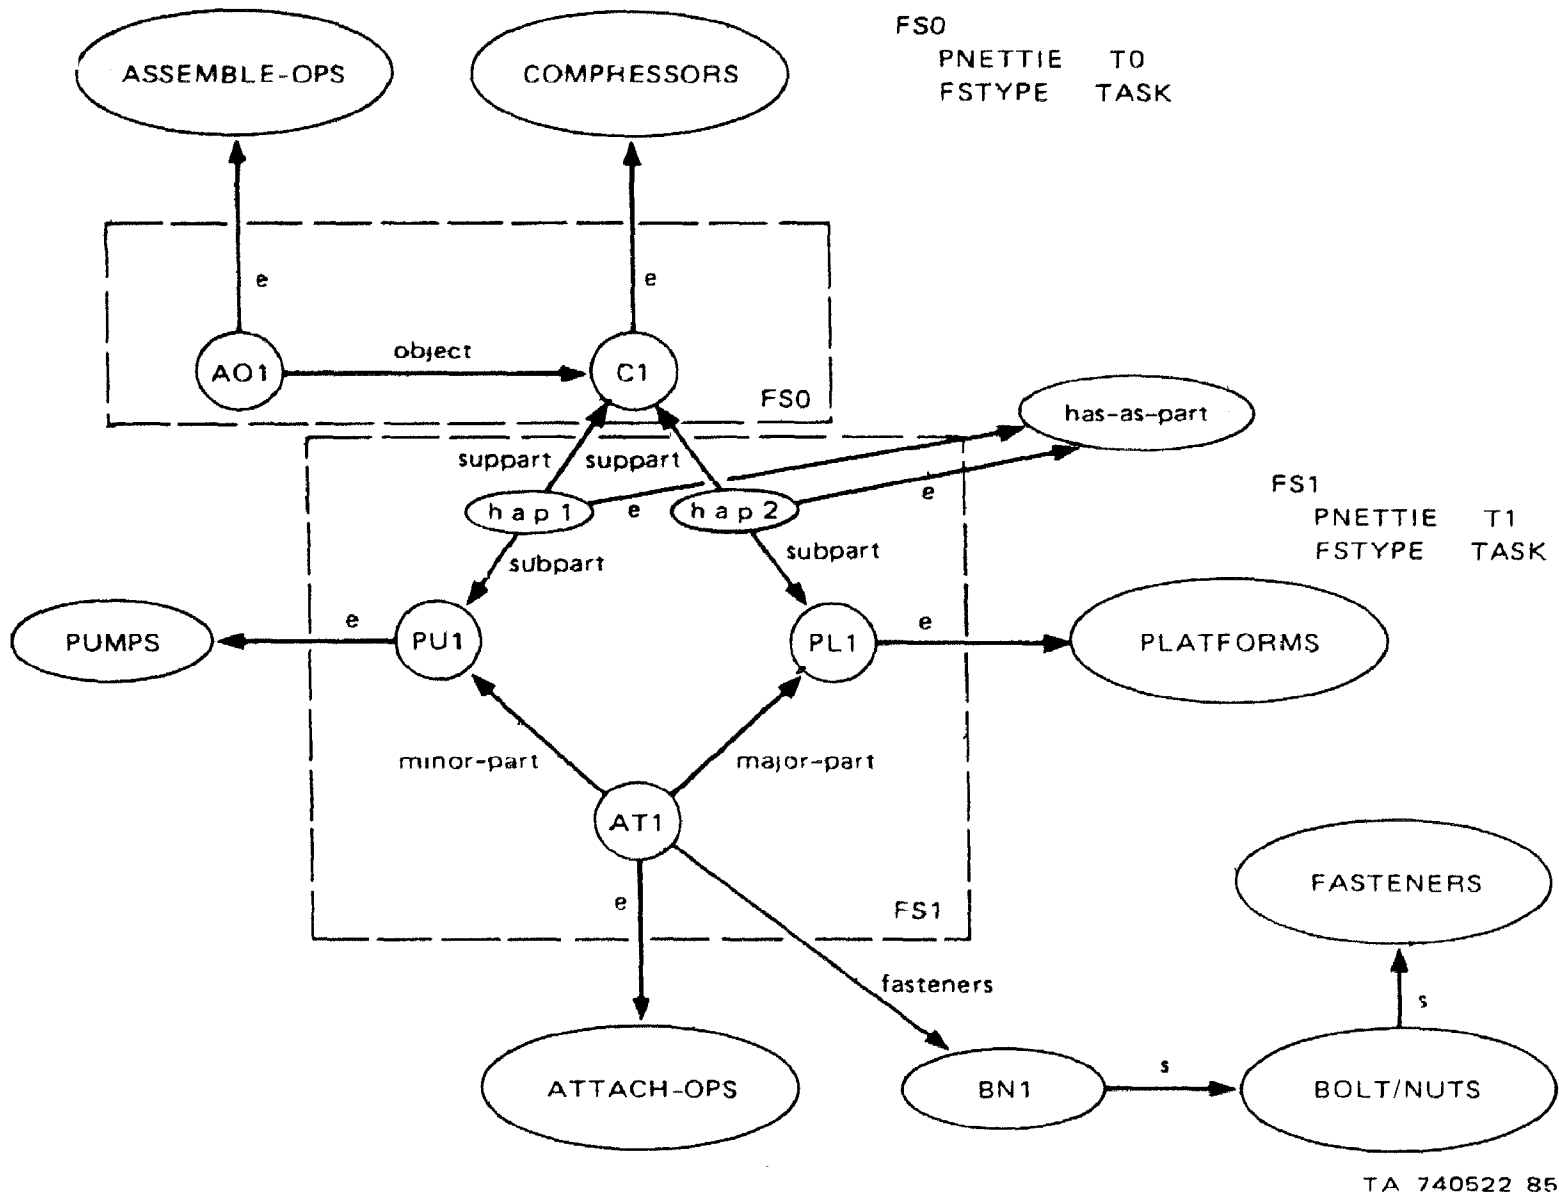 FS0
PNETTIE T0
FSTYPE TASK
ASSEMBLE-OPS
COMPRESSORS
e
e
object
AO1
C1
FS0
has-as-part
suppart
suppart
hap1
e
hap2
e
FS1
PNETTIE T1
FSTYPE TASK
subpart
subpart
PUMPS
e
PU1
PL1
e
PLATFORMS
minor-part
major-part
AT1
e
FS1
FASTENERS
fasteners
s
ATTACH-OPS
BN1
s
BOLT/NUTS
TA 740522 85